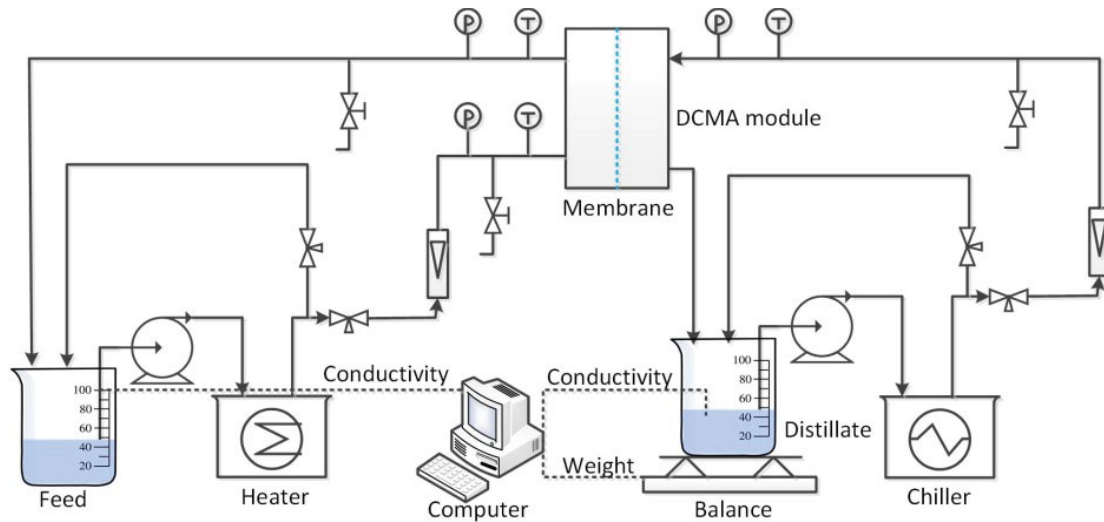 P T P T
DCMA module
P T
Membrane
Conductivity
Conductivity
100
80
60
40
20
100
80
60
40
20
Distillate
Weight
Feed
Heater
Computer
Balance
Chiller